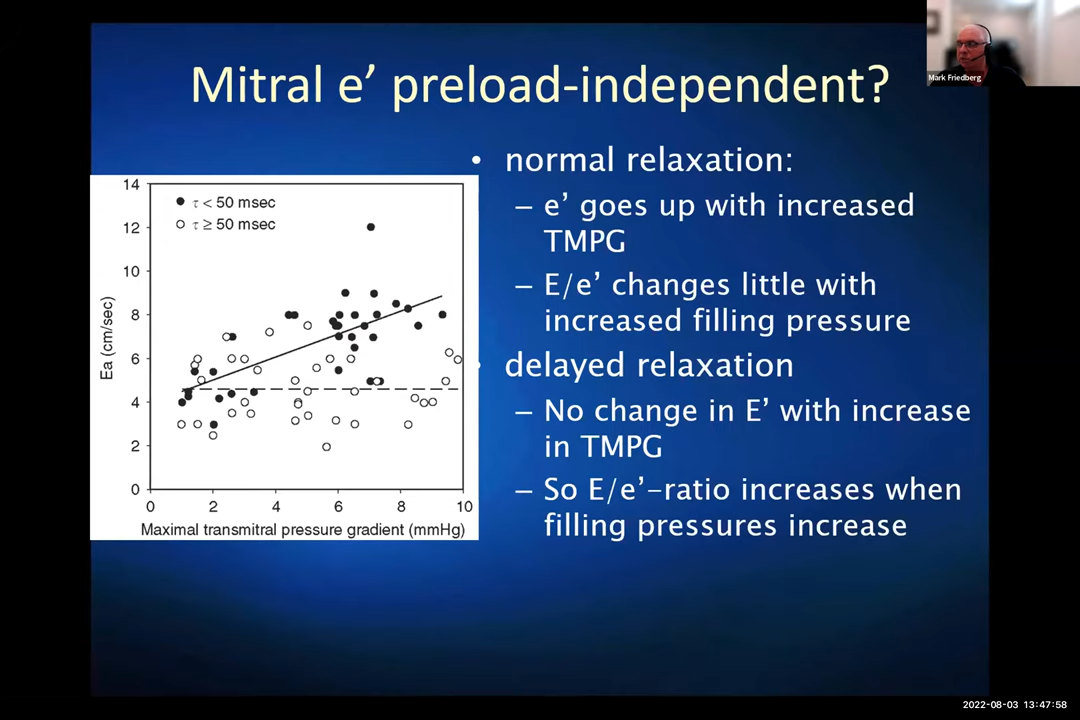 Mitral e’ preload-independent?
Mark Friedberg
• normal relaxation:
– e’ goes up with increased
TMPG
– E/e’ changes little with
increased filling pressure
• delayed relaxation
– No change in E’ with increase
in TMPG
– So E/e’-ratio increases when
filling pressures increase
τ < 50 msec
τ ≥ 50 msec
Ea (cm/sec)
14
12
10
8
6
4
2
0
0 2 4 6 8 10
Maximal transmitral pressure gradient (mmHg)
2022-08-03 13:47:58